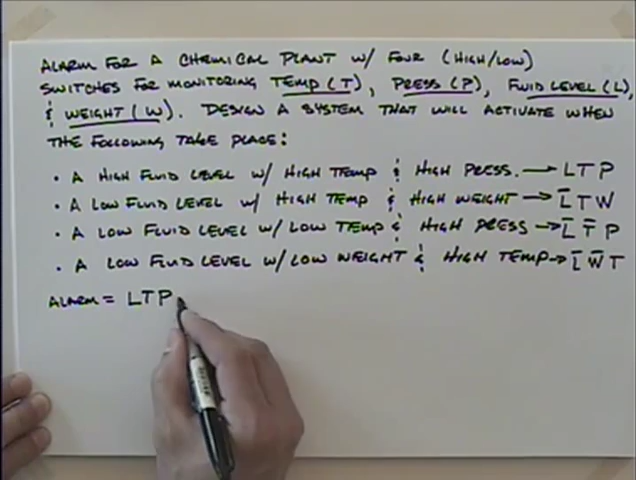 ALARM FOR A CHEMICAL PLANT W/ FOUR (HIGH/LOW)
SWITCHES FOR MONITORING TEMP (T), PRESS (P), FLUID LEVEL (L),
& WEIGHT (W). DESIGN A SYSTEM THAT WILL ACTIVATE WHEN
THE FOLLOWING TAKE PLACE:
• A HIGH FLUID LEVEL W/ HIGH TEMP & HIGH PRESS. → LTP
• A LOW FLUID LEVEL W/ HIGH TEMP & HIGH WEIGHT → L̅TW
• A LOW FLUID LEVEL W/ LOW TEMP & HIGH PRESS → L̅T̅P
• A LOW FLUID LEVEL W/ LOW WEIGHT & HIGH TEMP → L̅W̅T
ALARM = LTP